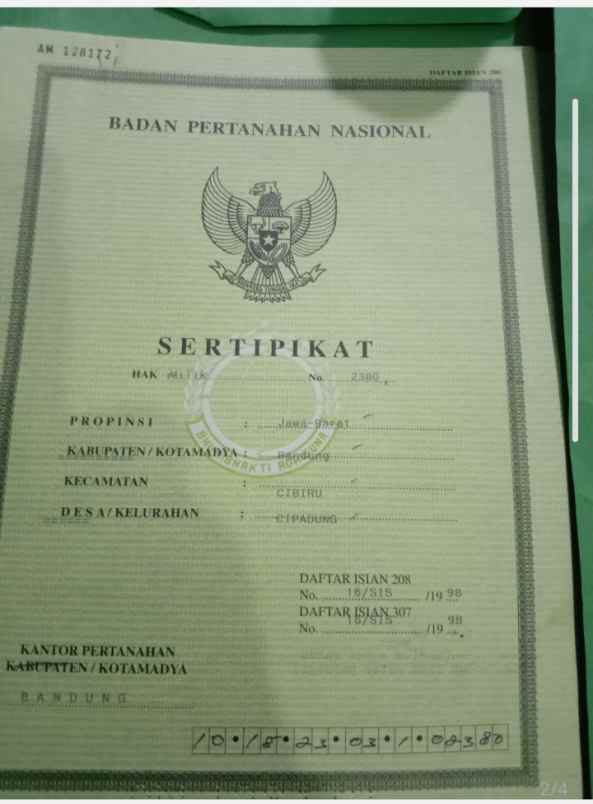 AM 128172
DAFTAR ISIAN 206
BADAN PERTANAHAN NASIONAL
SERTIPIKAT
HAK Milik No. 2380
PROPINSI : Jawa-Barat
KABUPATEN / KOTAMADYA : Bandung
KECAMATAN : CIBIRU
DESA / KELURAHAN : CIPADUNG
DAFTAR ISIAN 208
No. 16/SIS /19 98
DAFTAR ISIAN 307
No. 16/SIS /19 98
KANTOR PERTANAHAN
KABUPATEN / KOTAMADYA
BANDUNG
10 • 18 • 23 • 03 • 1 • 02380
2/4